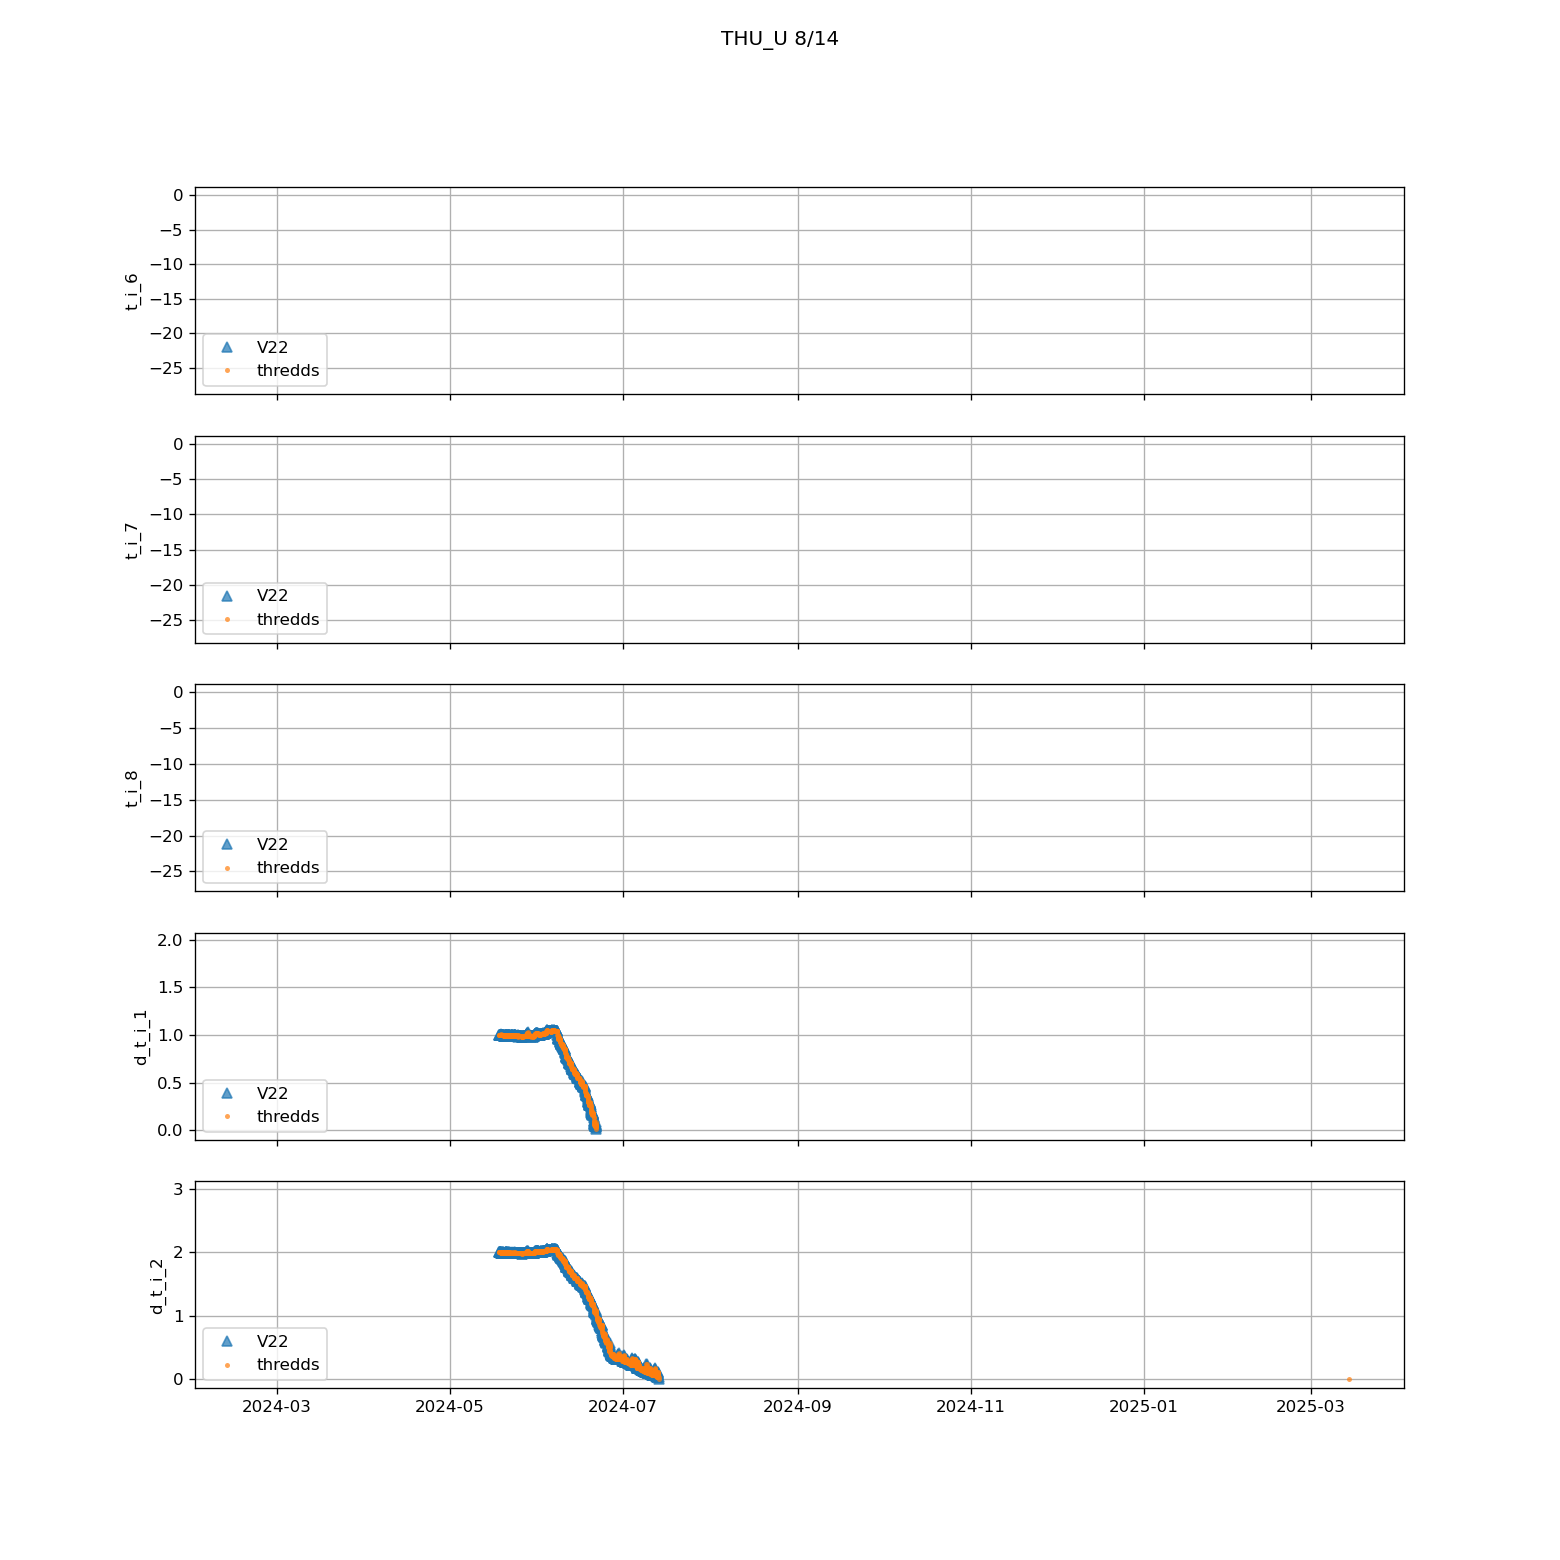 THU_U 8/14
0
−5
−10
−15
−20
−25
t_i_6
V22
thredds
0
−5
−10
−15
−20
−25
t_i_7
V22
thredds
0
−5
−10
−15
−20
−25
t_i_8
V22
thredds
2.0
1.5
1.0
0.5
0.0
d_t_i_1
V22
thredds
3
2
1
0
d_t_i_2
V22
thredds
2024-03 2024-05 2024-07 2024-09 2024-11 2025-01 2025-03